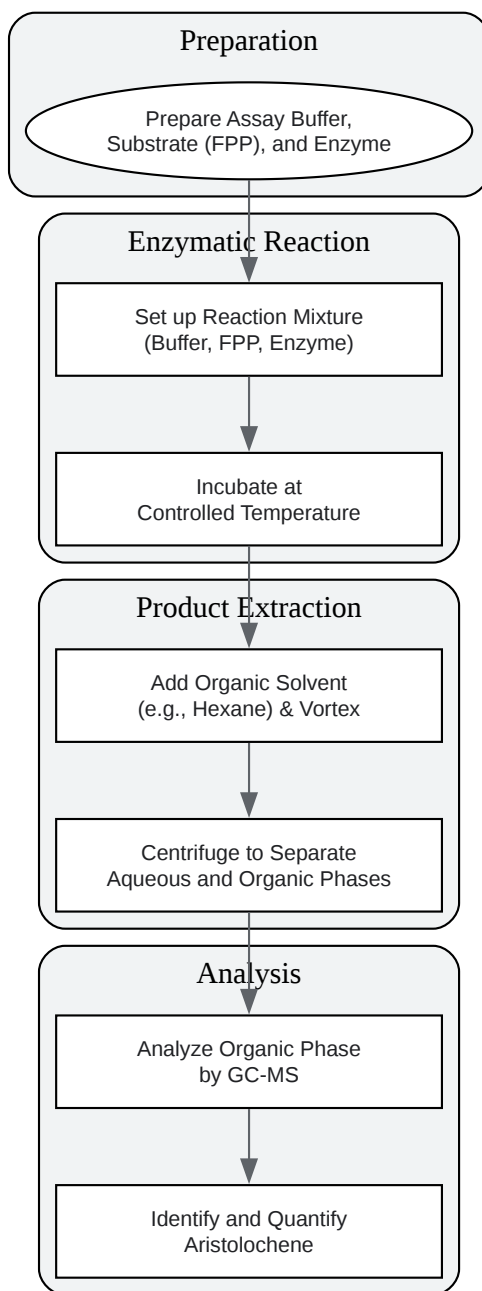 Preparation
Prepare Assay Buffer,
Substrate (FPP), and Enzyme
Enzymatic Reaction
Set up Reaction Mixture
(Buffer, FPP, Enzyme)
Incubate at
Controlled Temperature
Product Extraction
Add Organic Solvent
(e.g., Hexane) & Vortex
Centrifuge to Separate
Aqueous and Organic Phases
Analysis
Analyze Organic Phase
by GC-MS
Identify and Quantify
Aristolochene